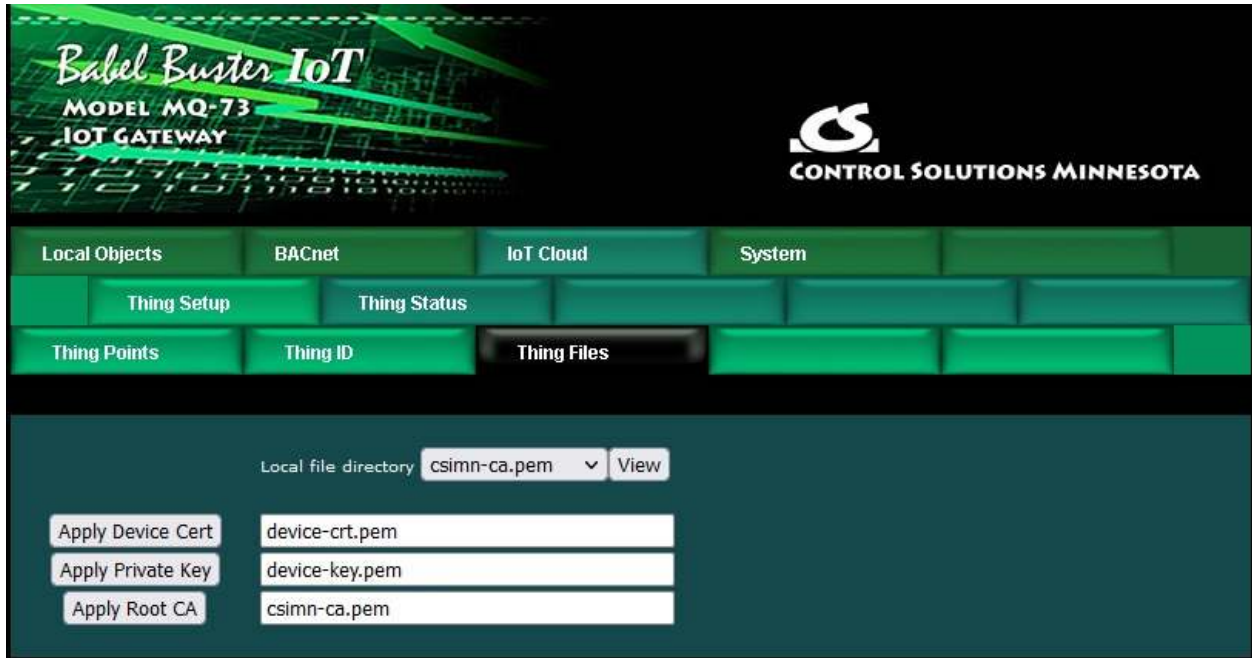 Babel Buster IoT
MODEL MQ-73
IOT GATEWAY
CS
CONTROL SOLUTIONS MINNESOTA
Local Objects BACnet IoT Cloud System
Thing Setup Thing Status
Thing Points Thing ID Thing Files
Local file directory csimn-ca.pem View
Apply Device Cert device-crt.pem
Apply Private Key device-key.pem
Apply Root CA csimn-ca.pem